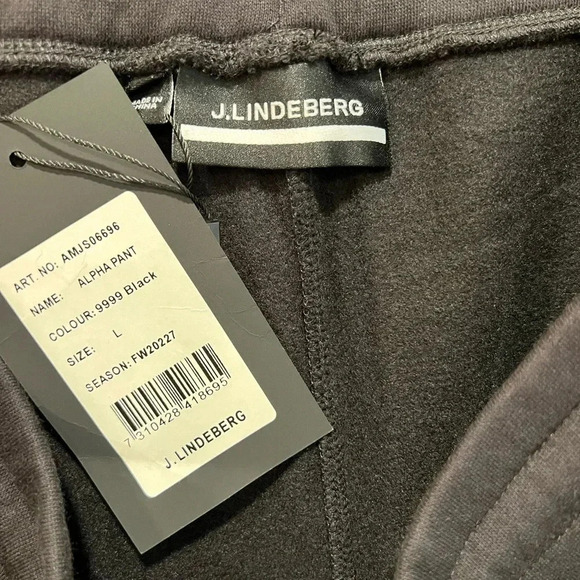 MADE IN
CHINA
J.LINDEBERG
ART. NO: AMJS06696
NAME: ALPHA PANT
COLOUR: 9999 Black
SIZE: L
SEASON: FW20227
7 310428 418695
J. LINDEBERG